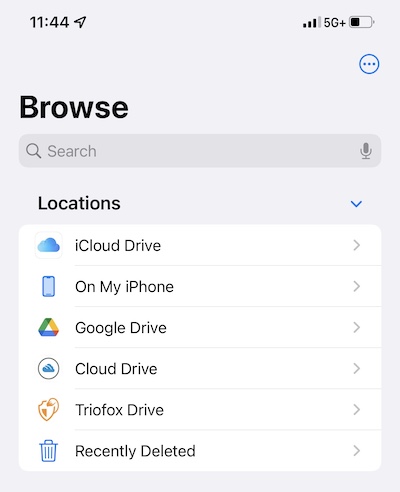 11:44 5G+
Browse
Search
Locations
iCloud Drive
On My iPhone
Google Drive
Cloud Drive
Triofox Drive
Recently Deleted